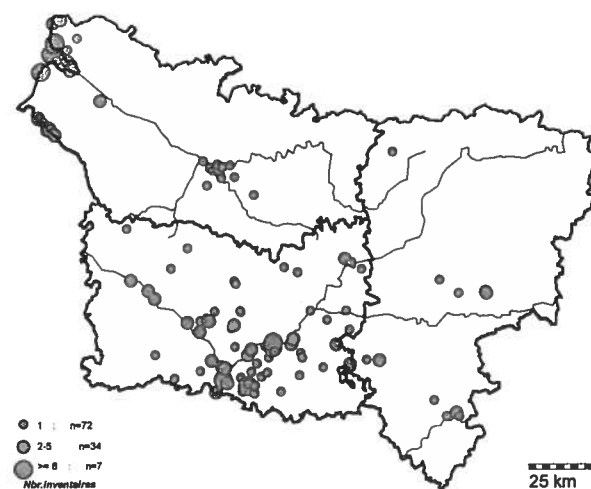 1 : n=72
2-5 n=34
>= 6 : n=7
Nbr.inventaires
25 km